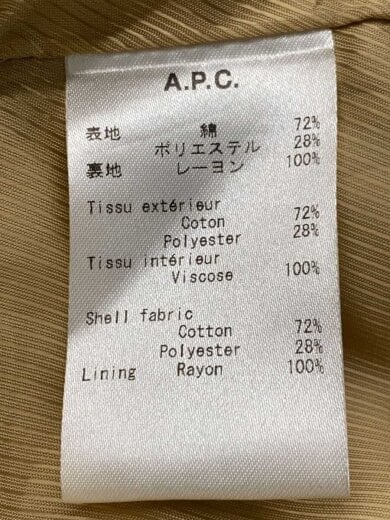 A.P.C.
表地 綿 72%
ポリエステル 28%
裏地 レーヨン 100%
Tissu extérieur
Coton 72%
Polyester 28%
Tissu intérieur
Viscose 100%
Shell fabric
Cotton 72%
Polyester 28%
Lining Rayon 100%